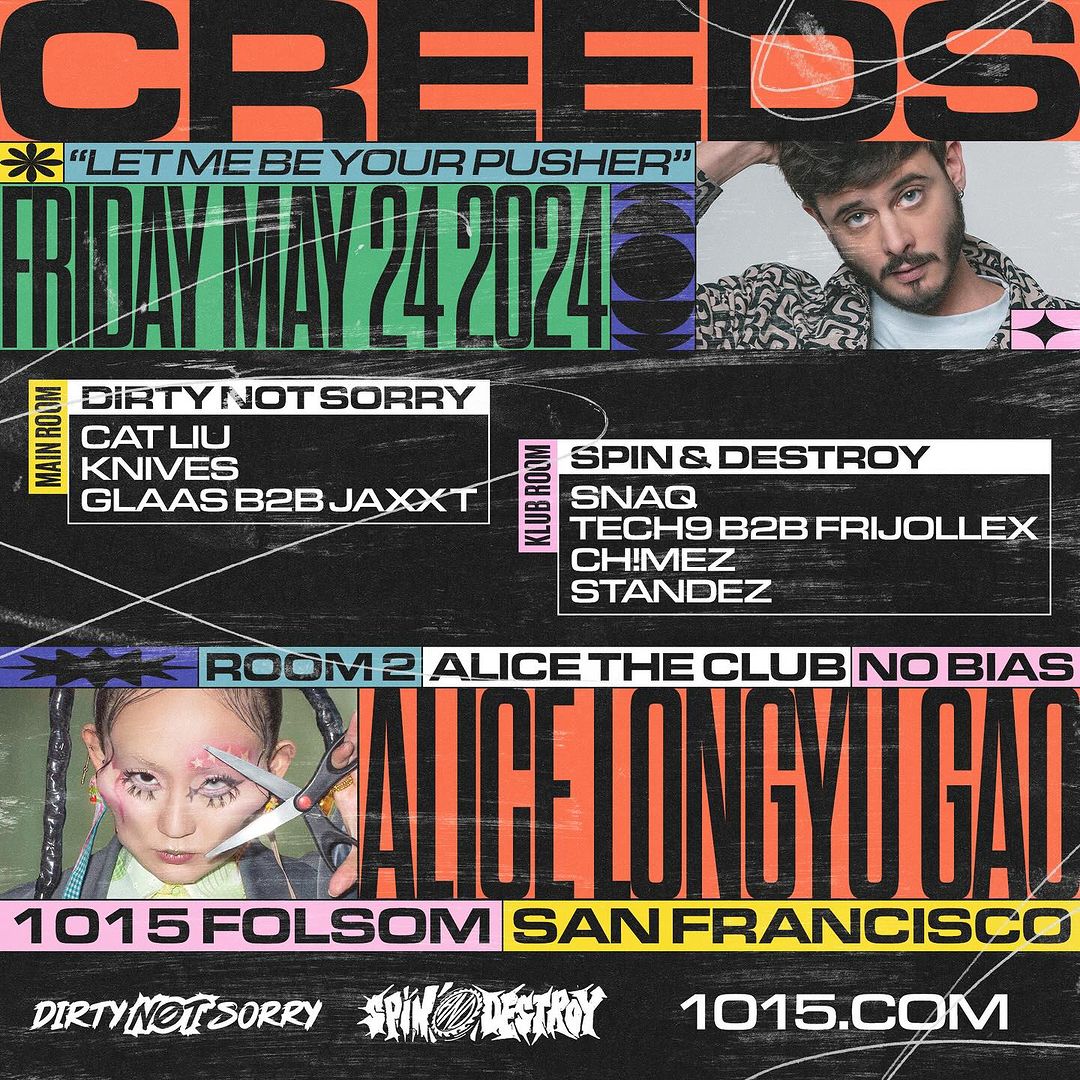 CREEDS
"LET ME BE YOUR PUSHER"
FRIDAY MAY 24 2024
MAIN ROOM
DIRTY NOT SORRY
CAT LIU
KNIVES
GLAAS B2B JAXX T
KLUB ROOM
SPIN & DESTROY
SNAQ
TECH9 B2B FRIJOLLEX
CH!MEZ
STANDEZ
ROOM 2 ALICE THE CLUB NO BIAS
ALICE LONGYU GAO
1015 FOLSOM SAN FRANCISCO
DIRTY NOT SORRY SPIN DESTROY 1015.COM